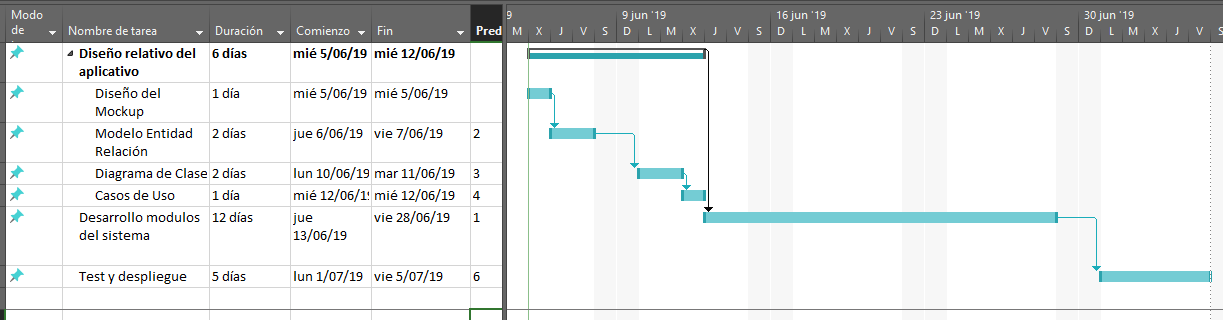 Modo de Nombre de tarea Duración Comienzo Fin Pred
9 9 jun '19 16 jun '19 23 jun '19 30 jun '19
M X J V S D L M X J V S D L M X J V S D L M X J V S D L M X J V S
Diseño relativo del aplicativo 6 días mié 5/06/19 mié 12/06/19
Diseño del Mockup 1 día mié 5/06/19 mié 5/06/19
Modelo Entidad Relación 2 días jue 6/06/19 vie 7/06/19 2
Diagrama de Clase 2 días lun 10/06/19 mar 11/06/19 3
Casos de Uso 1 día mié 12/06/19 mié 12/06/19 4
Desarrollo modulos del sistema 12 días jue 13/06/19 vie 28/06/19 1
Test y despliegue 5 días lun 1/07/19 vie 5/07/19 6